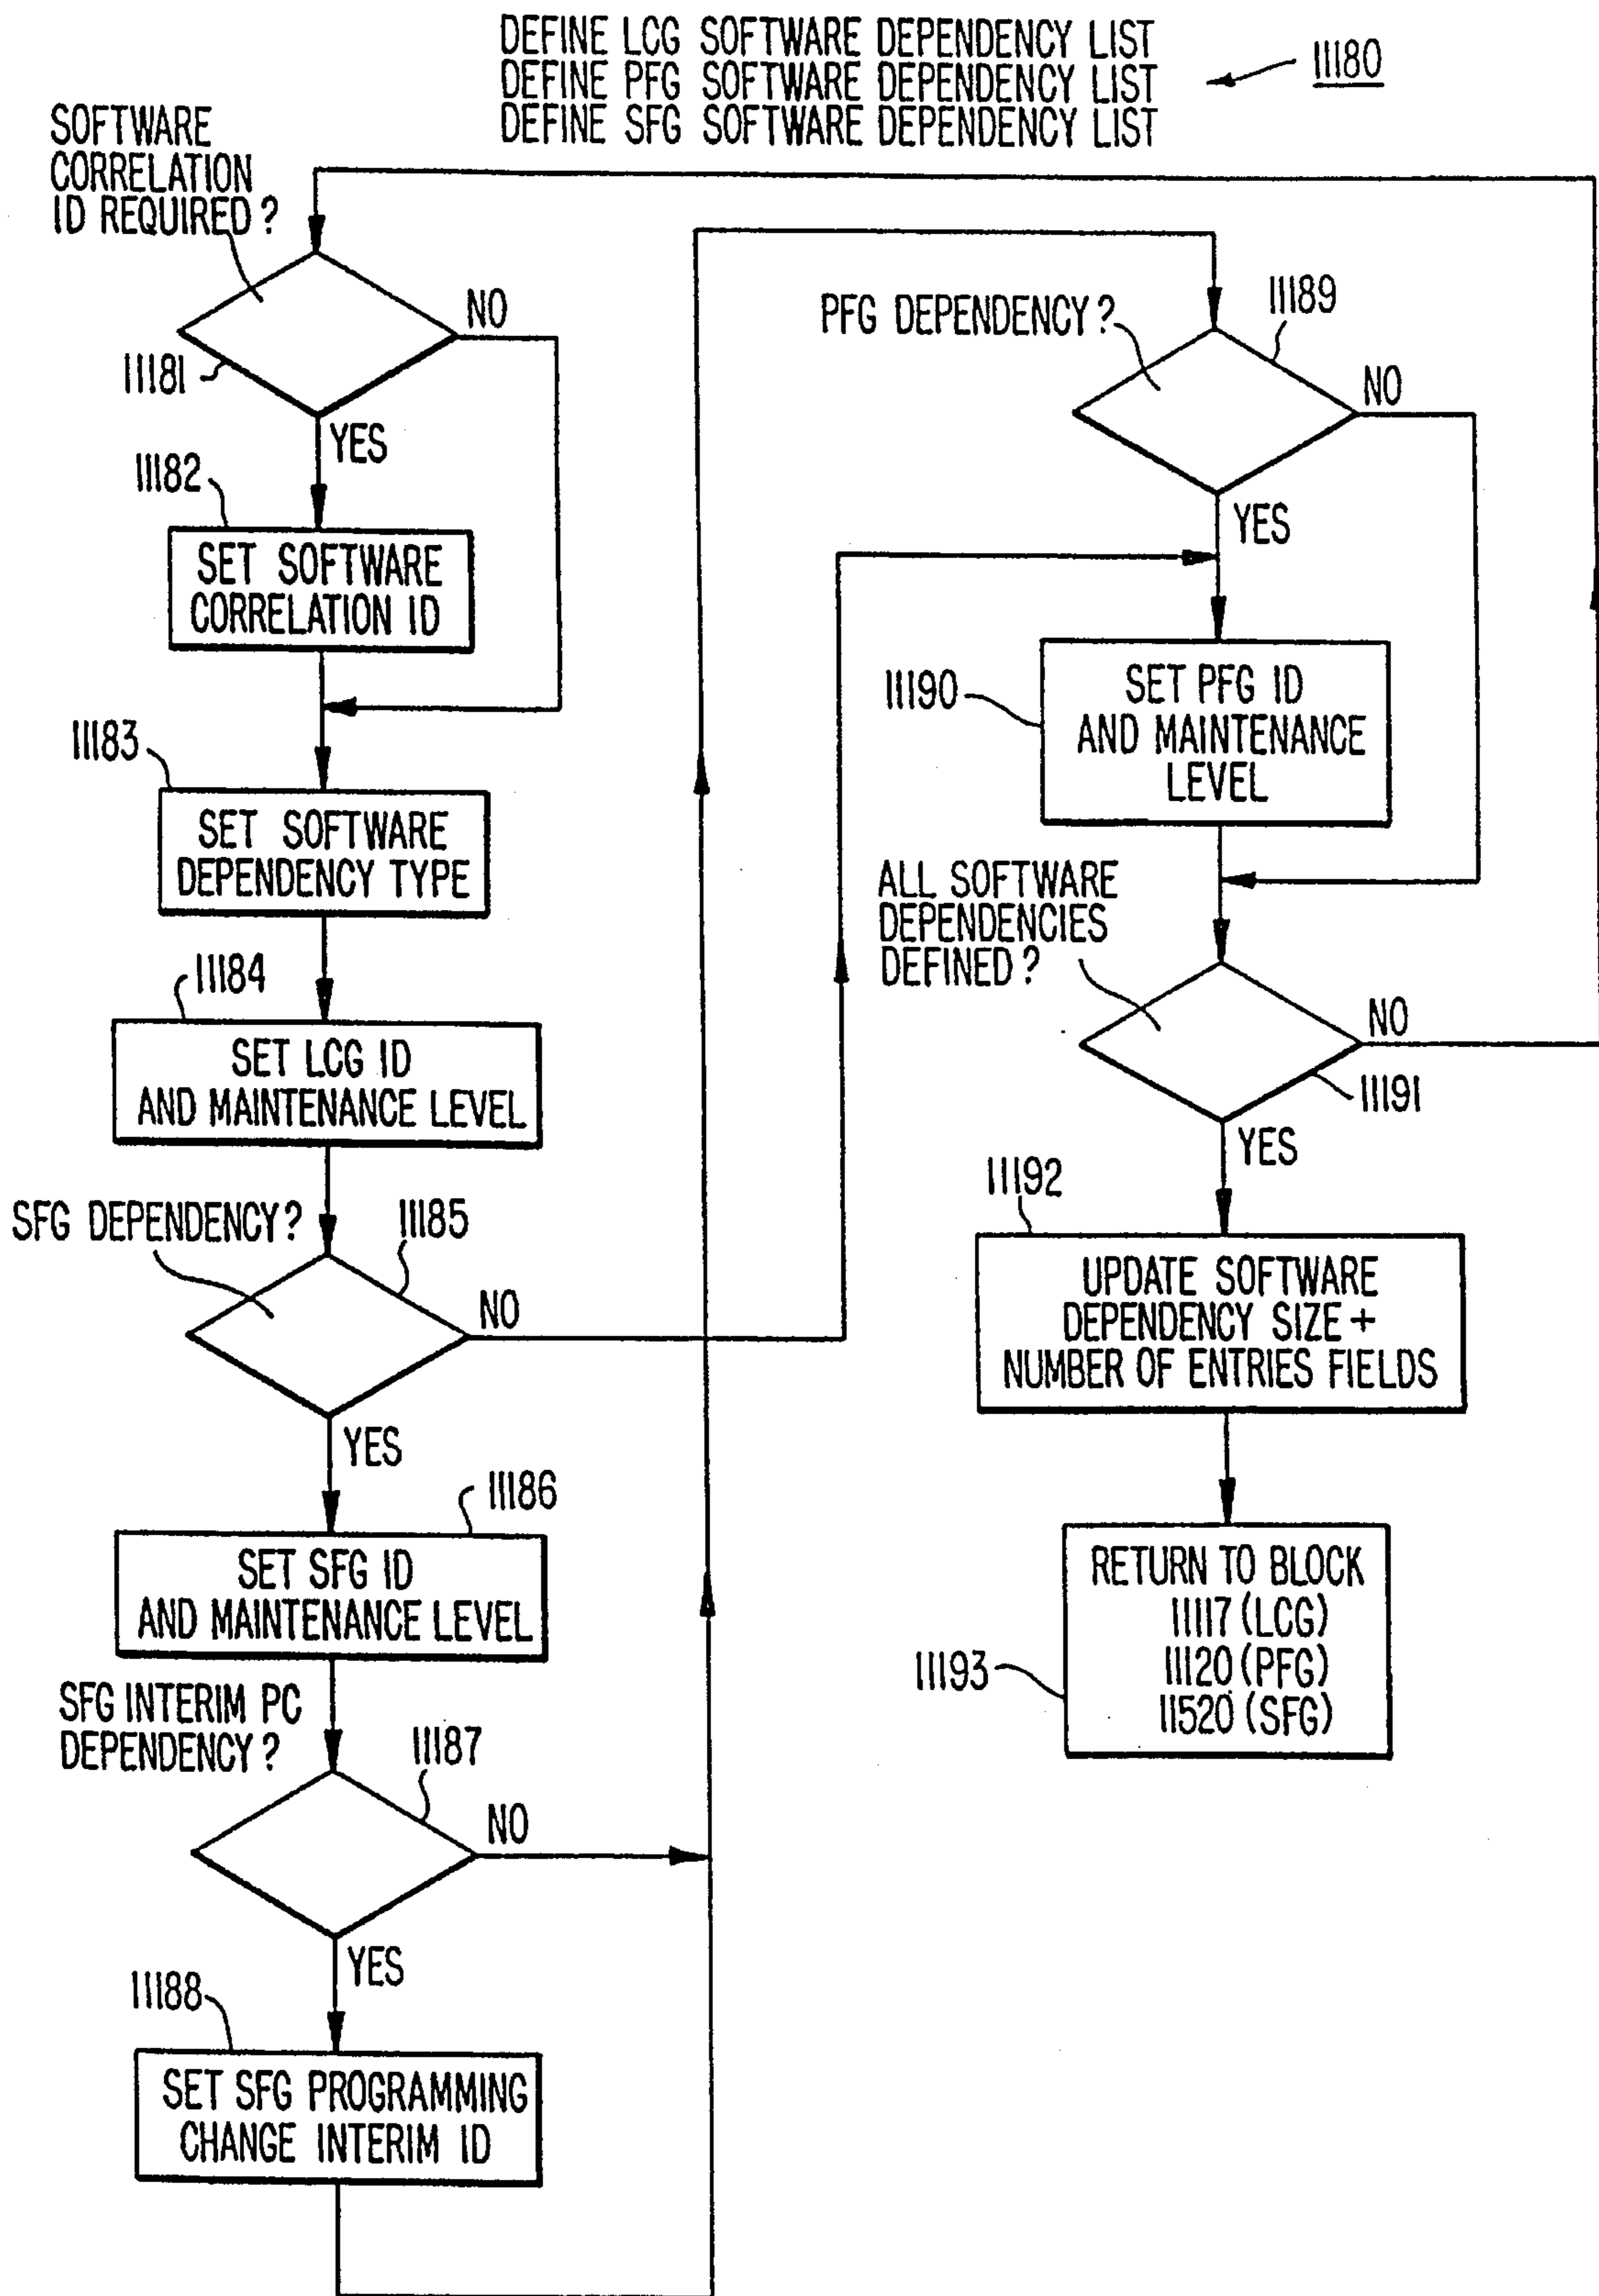 DEFINE LCG SOFTWARE DEPENDENCY LIST
DEFINE PFG SOFTWARE DEPENDENCY LIST
DEFINE SFG SOFTWARE DEPENDENCY LIST
11180
SOFTWARE
CORRELATION
ID REQUIRED?
NO
11181
YES
11182
SET SOFTWARE
CORRELATION ID
11183
SET SOFTWARE
DEPENDENCY TYPE
11184
SET LCG ID
AND MAINTENANCE LEVEL
SFG DEPENDENCY?
11185
NO
YES
11186
SET SFG ID
AND MAINTENANCE LEVEL
SFG INTERIM PC
DEPENDENCY?
11187
NO
YES
11188
SET SFG PROGRAMMING
CHANGE INTERIM ID
PFG DEPENDENCY?
11189
NO
YES
11190
SET PFG ID
AND MAINTENANCE
LEVEL
ALL SOFTWARE
DEPENDENCIES
DEFINED?
NO
11191
YES
11192
UPDATE SOFTWARE
DEPENDENCY SIZE +
NUMBER OF ENTRIES FIELDS
11193
RETURN TO BLOCK
11117 (LCG)
11120 (PFG)
11520 (SFG)